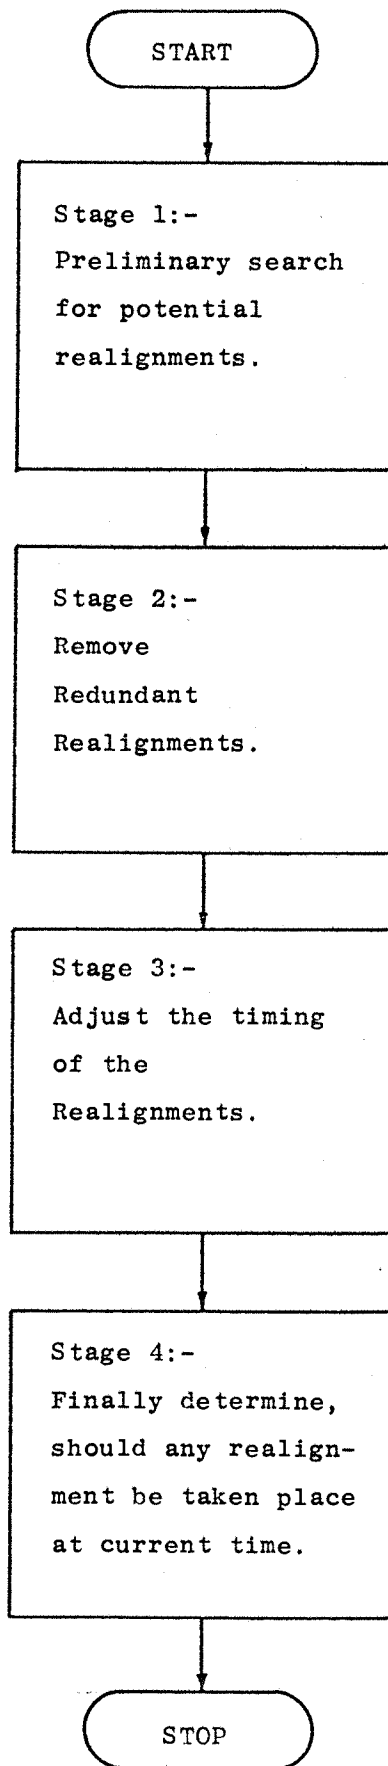 START
Stage 1:-
Preliminary search
for potential
realignments.
Stage 2:-
Remove
Redundant
Realignments.
Stage 3:-
Adjust the timing
of the
Realignments.
Stage 4:-
Finally determine,
should any realign-
ment be taken place
at current time.
STOP